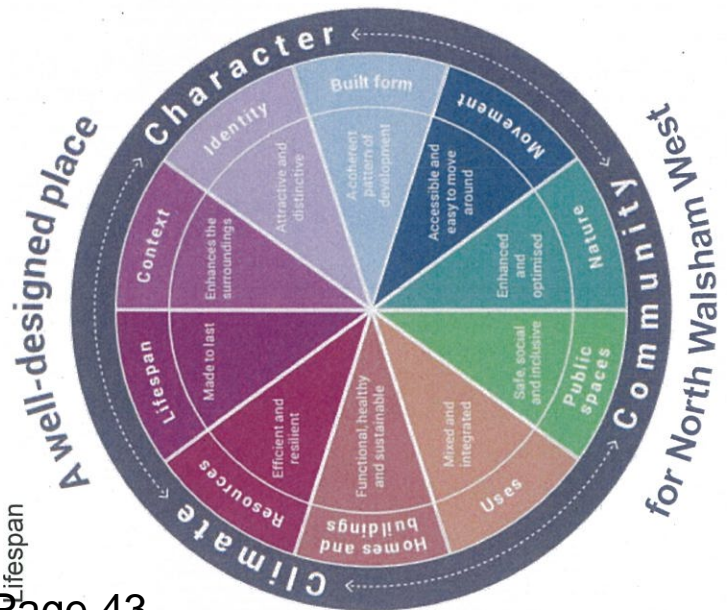 A well-designed place
Climate
Character
Community
Lifespan
Made to last
Context
Enhances the
surroundings
Identity
Attractive and
distinctive
Built form
A coherent
pattern of
development
Movement
Accessible and
easy to move
around
Nature
Enhanced
and
optimised
Public
spaces
Safe, social
and inclusive
Uses
Mixed and
integrated
Homes and
buildings
Functional, healthy
and sustainable
Resources
Efficient and
resilient
for North Walsham West
Lifespan
Page 43